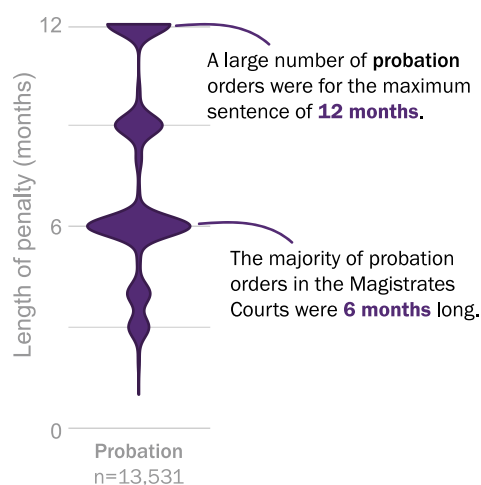 12
A large number of probation
orders were for the maximum
sentence of 12 months.
Length of penalty (months)
6
The majority of probation
orders in the Magistrates
Courts were 6 months long.
0
Probation
n=13,531